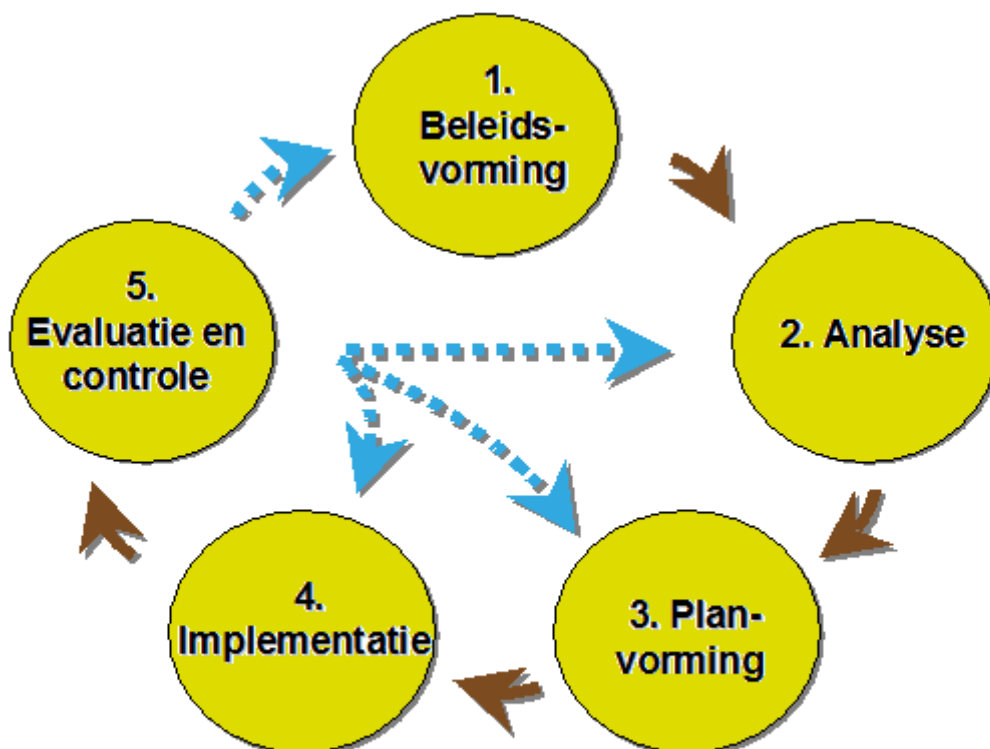 1.
Beleids-
vorming
2. Analyse
3. Plan-
vorming
4.
Implementatie
5.
Evaluatie en
controle